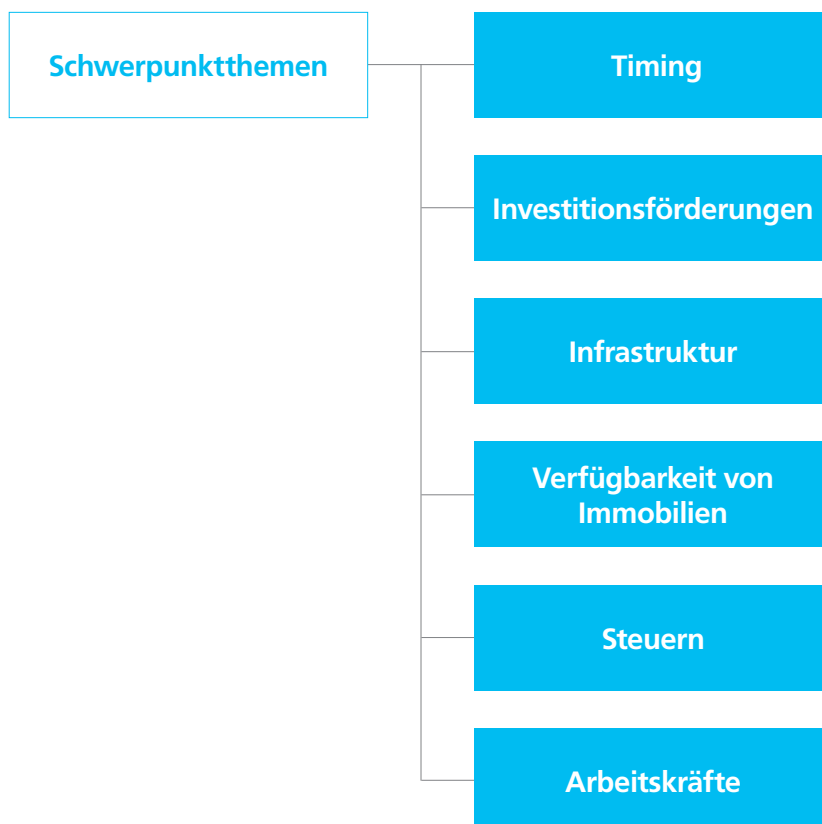 Schwerpunktthemen
Timing
Investitionsförderungen
Infrastruktur
Verfügbarkeit von
Immobilien
Steuern
Arbeitskräfte